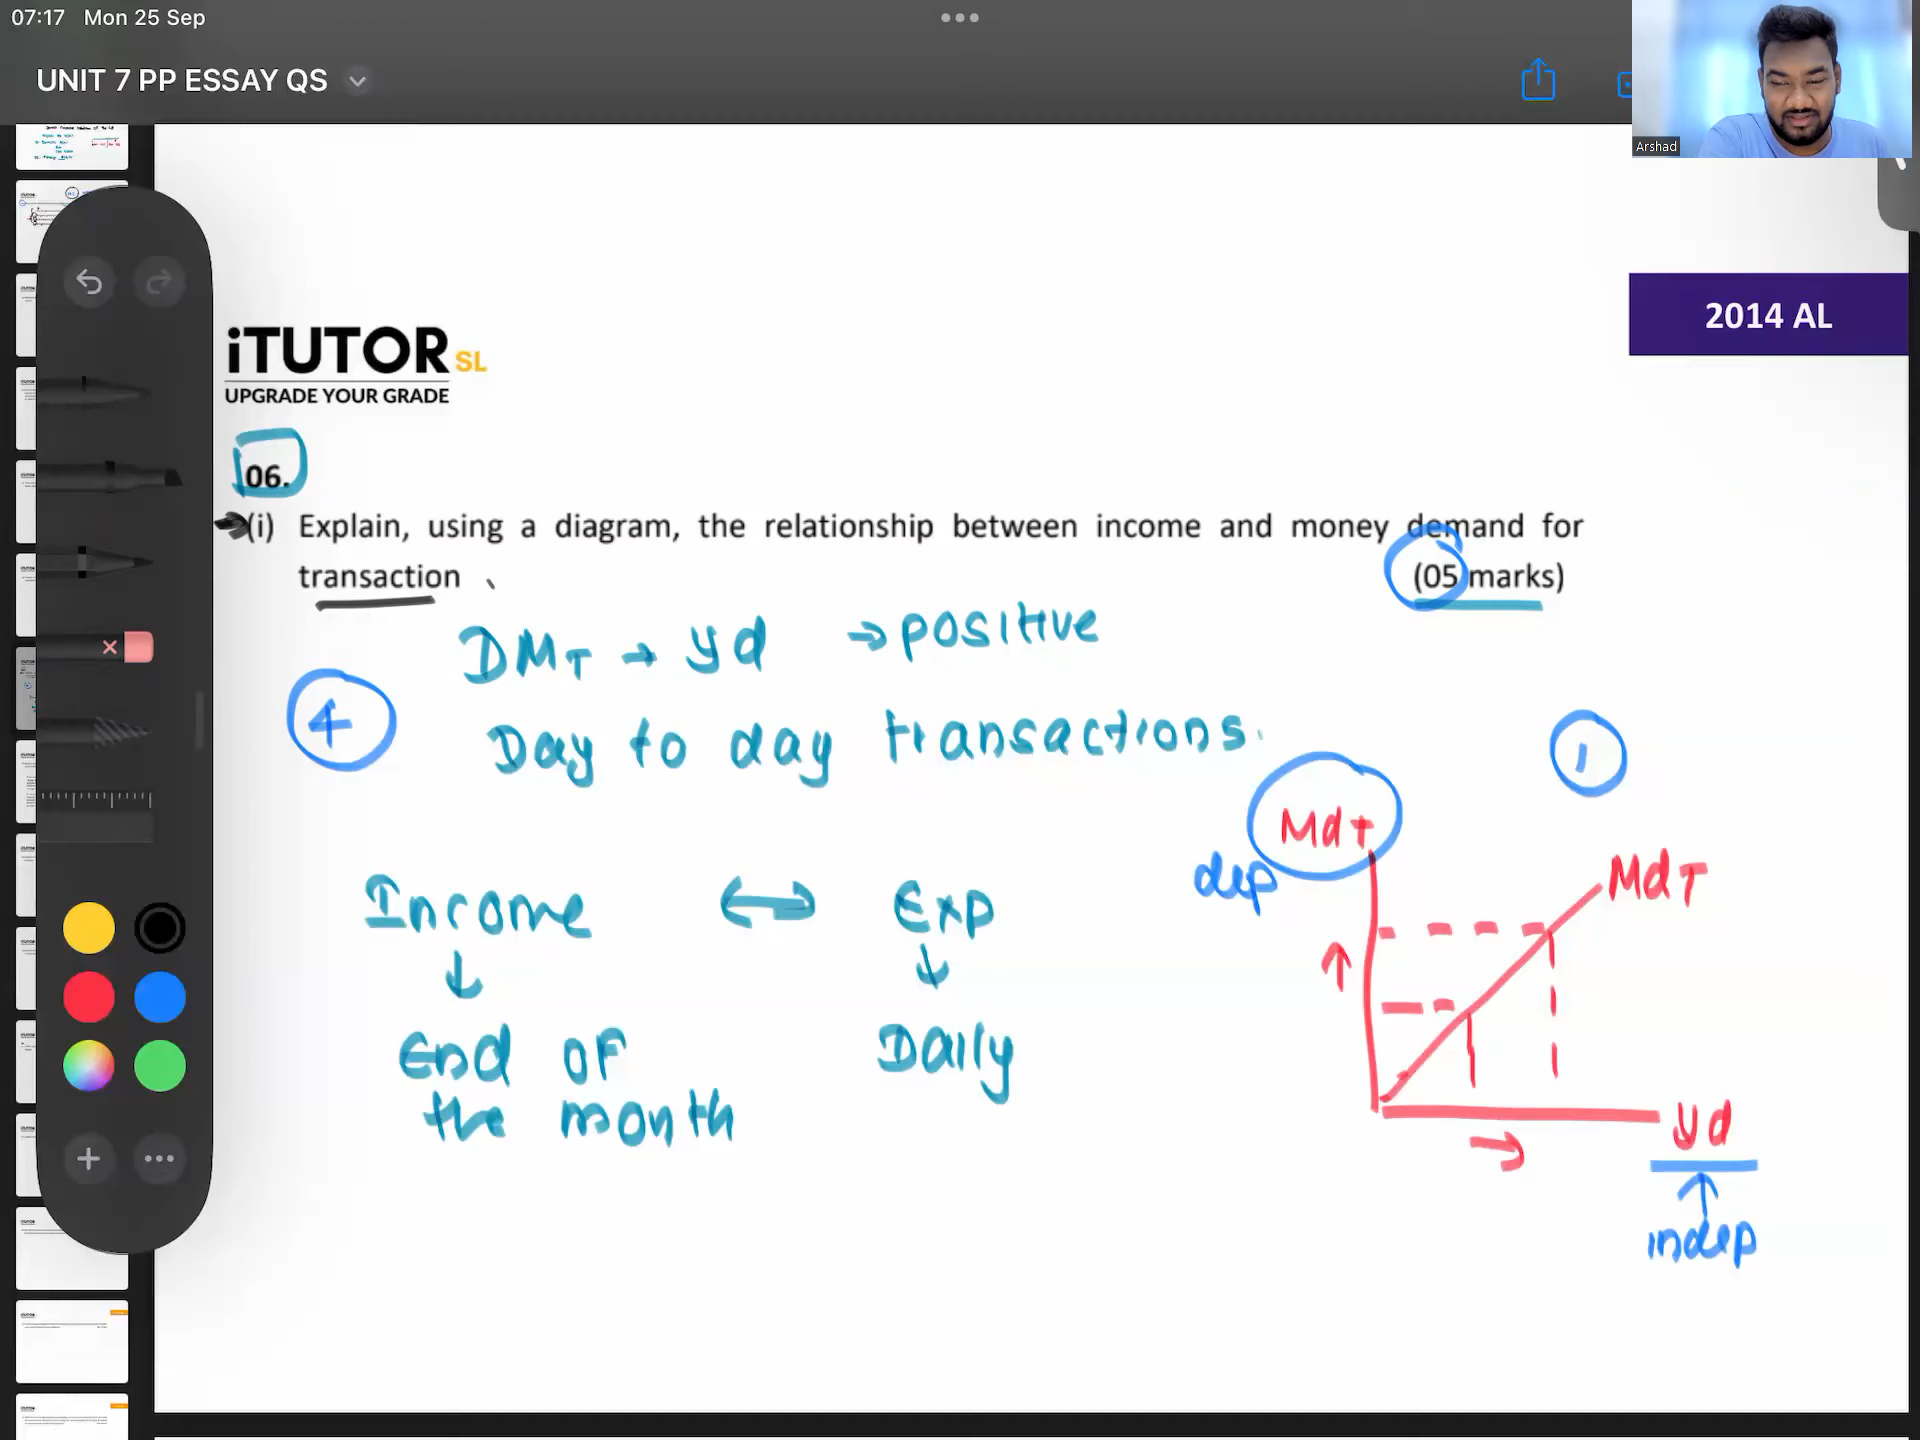 07:17 Mon 25 Sep
UNIT 7 PP ESSAY QS
Arshad
2014 AL
iTUTOR SL
UPGRADE YOUR GRADE
06.
(i) Explain, using a diagram, the relationship between income and money demand for
transaction (05 marks)
DMT → yd → positive
4
Day to day transactions.
1
MdT
dep
MdT
Income ↔ Exp
↓ ↓
↑
End of Daily
the month
yd
→
↑
indep